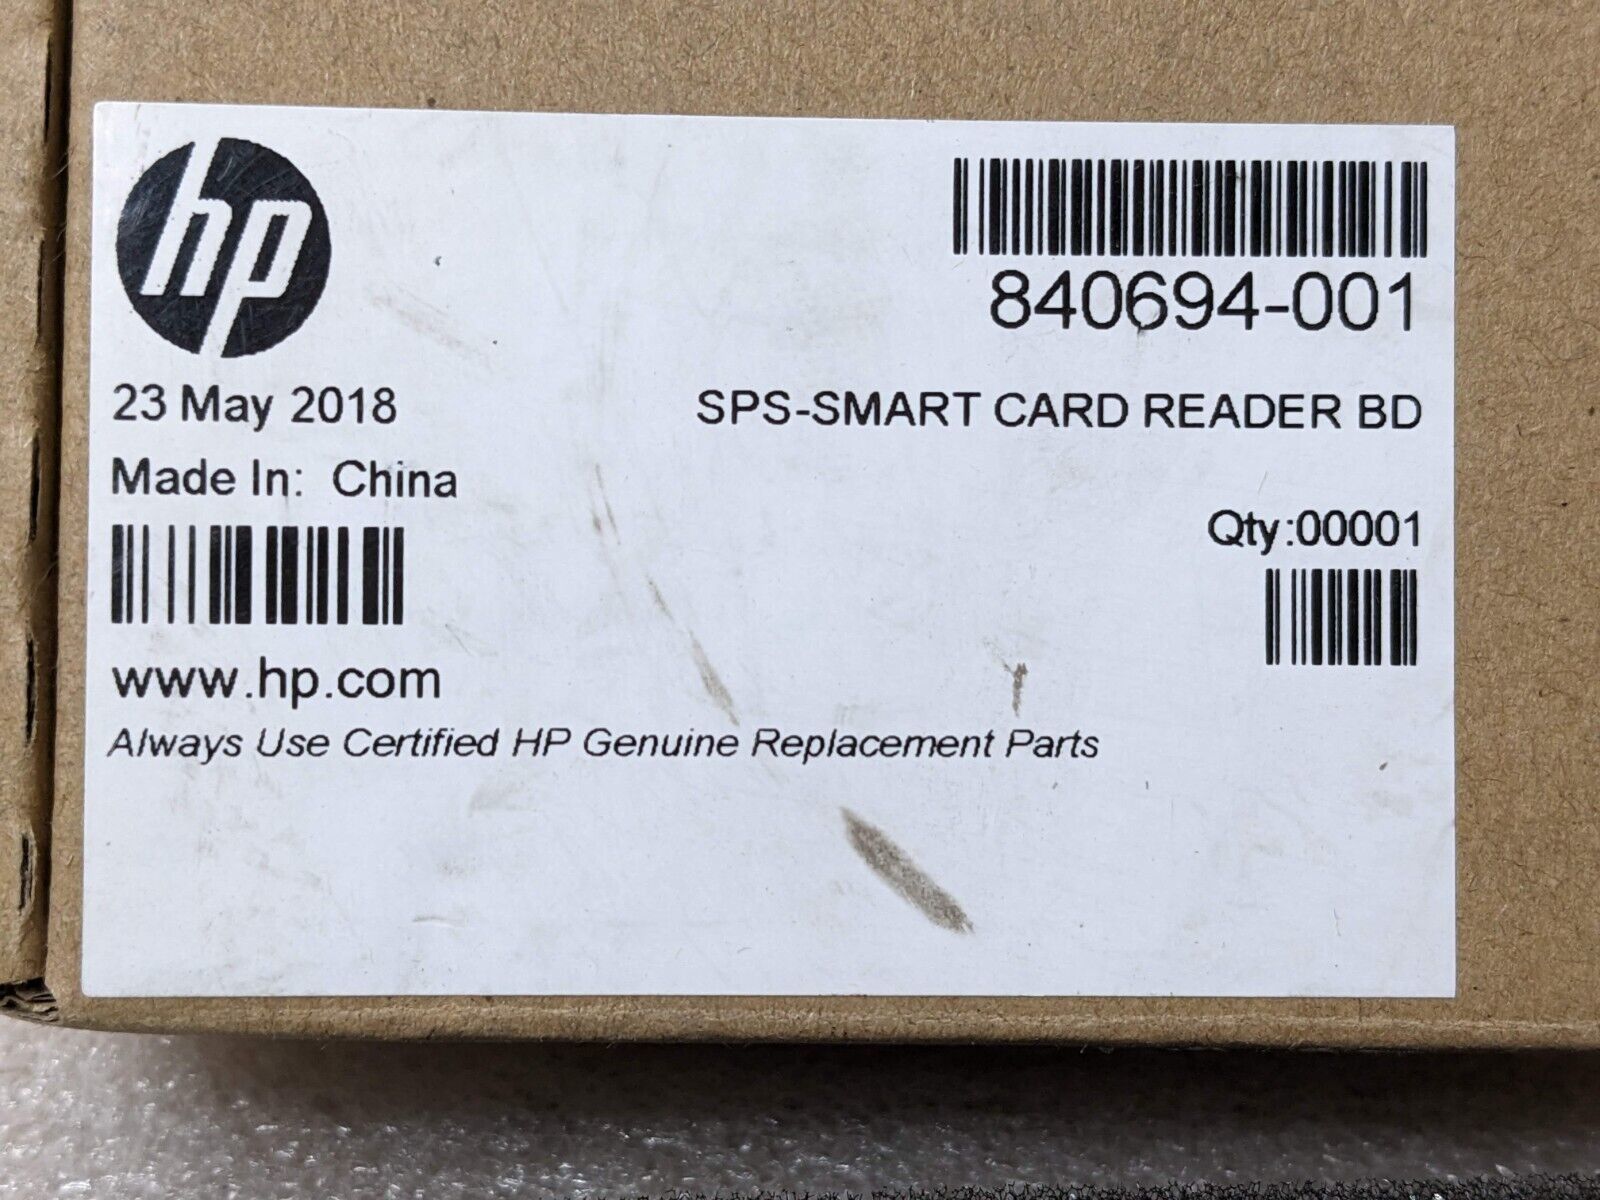 hp
840694-001
23 May 2018
SPS-SMART CARD READER BD
Made In: China
Qty:00001
www.hp.com
Always Use Certified HP Genuine Replacement Parts